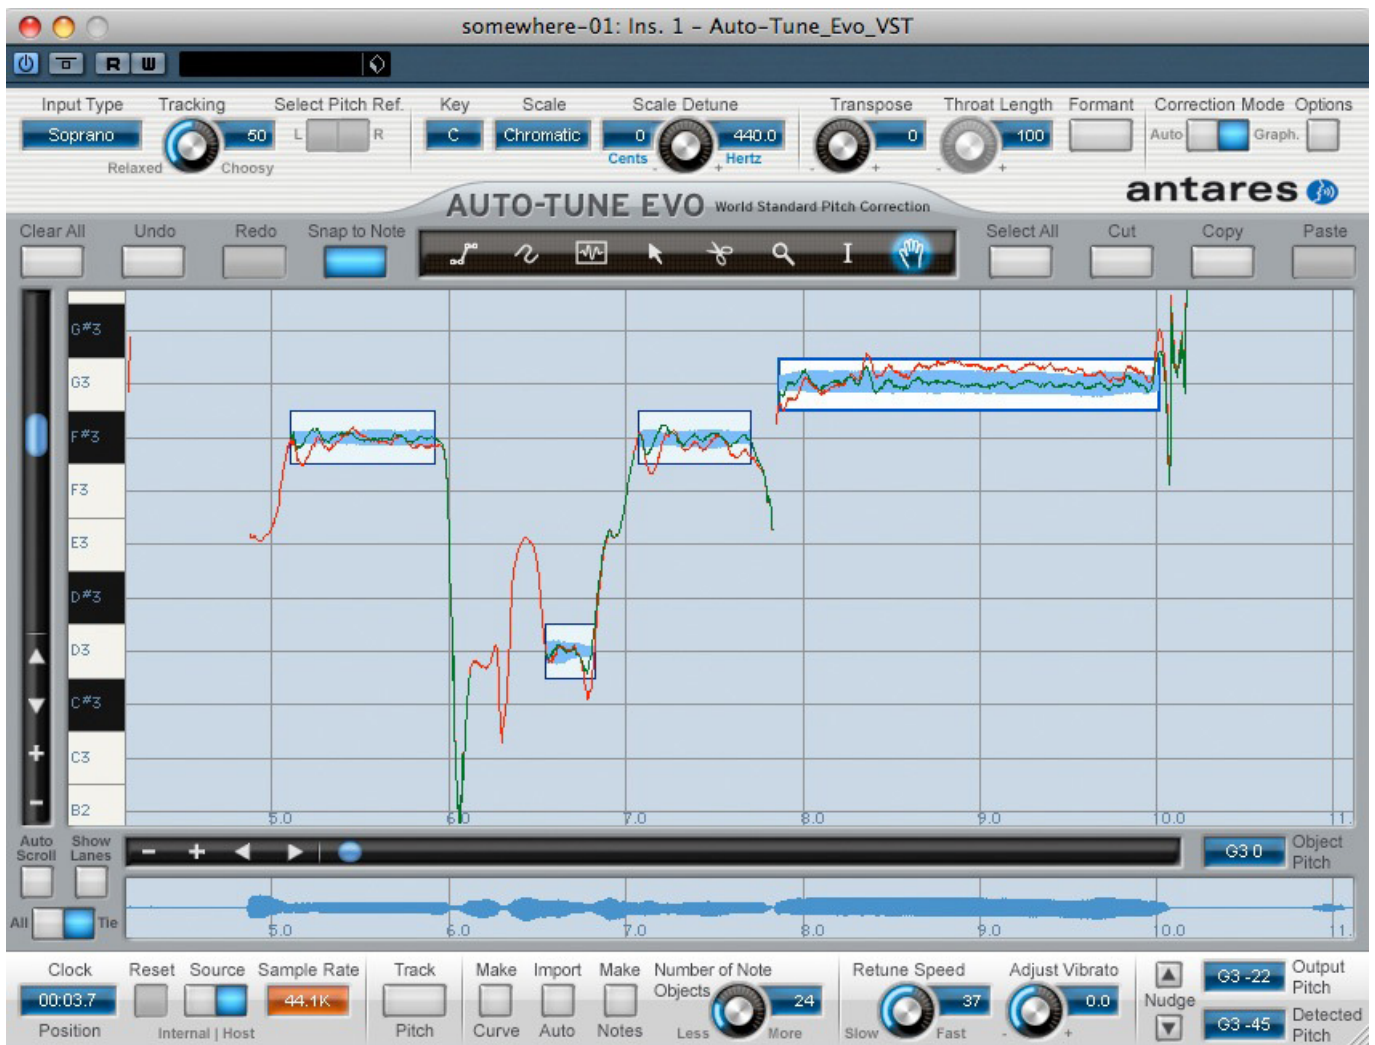 somewhere-01: Ins. 1 - Auto-Tune_Evo_VST
R W
Input Type Tracking Select Pitch Ref. Key Scale Scale Detune Transpose Throat Length Formant Correction Mode Options
Soprano 50 L R C Chromatic 0 440.0 0 100 Auto Graph.
Relaxed Choosy Cents - + Hertz - + - +
antares
AUTO-TUNE EVO World Standard Pitch Correction
Clear All Undo Redo Snap to Note Select All Cut Copy Paste
G#3
G3
F#3
F3
E3
D#3
D3
C#3
C3
B2
5.0 6.0 7.0 8.0 9.0 10.0 11.
Auto Scroll Show Lanes
G3 0 Object Pitch
All Tie
5.0 6.0 7.0 8.0 9.0 10.0 11.
Clock Reset Source Sample Rate Track Make Import Make Number of Note Objects Retune Speed Adjust Vibrato G3 -22 Output Pitch
00:03.7 44.1K 24 37 0.0 Nudge
Position Internal | Host Pitch Curve Auto Notes Less More Slow Fast - + G3 -45 Detected Pitch